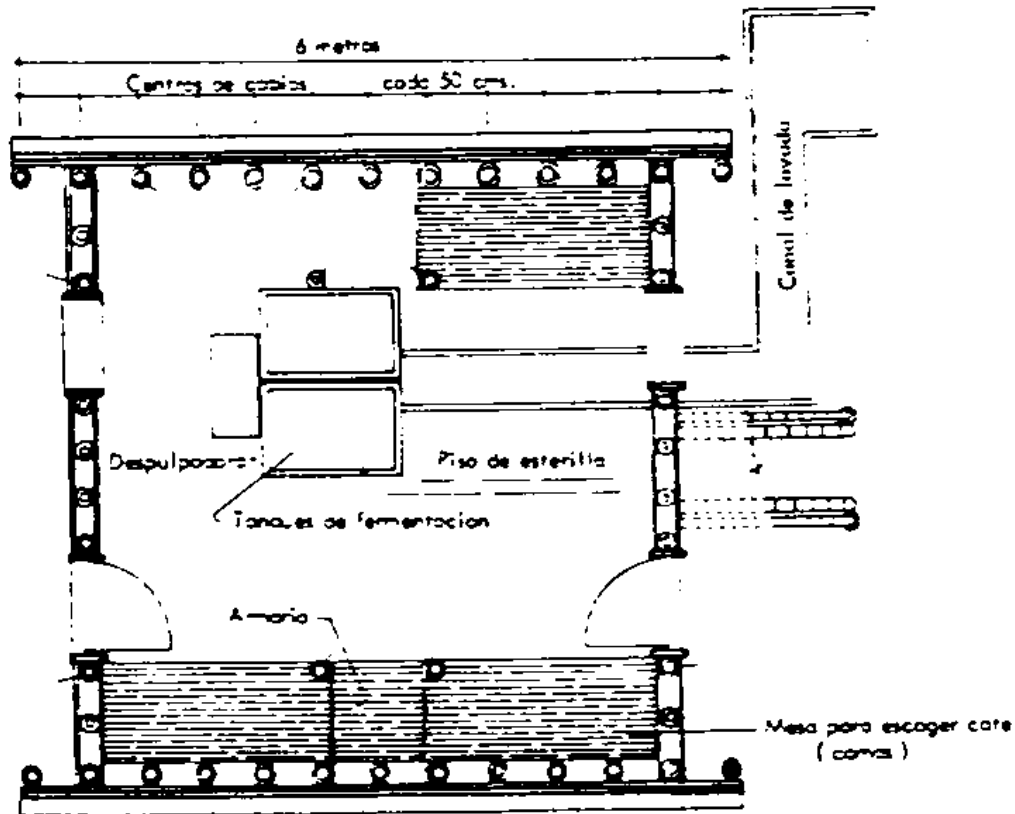 6 metros
Centros de apoios cada 50 cms.
Canal de lavado
Despulpadora
Piso de esterilla
Tanques de fermentacion
Armario
Mesa para escoger cafe
( camas )